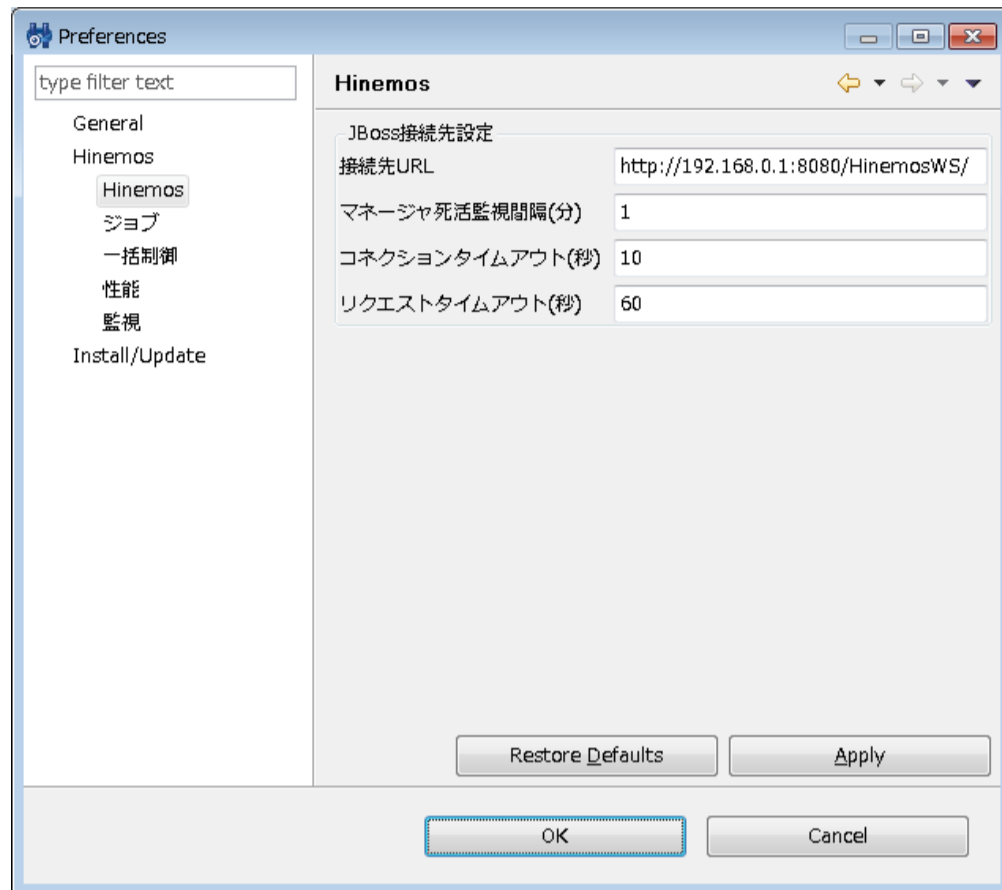 Preferences
type filter text
General
Hinemos
Hinemos
ジョブ
一括制御
性能
監視
Install/Update
Hinemos
JBoss接続先設定
接続先URL http://192.168.0.1:8080/HinemosWS/
マネージャ死活監視間隔(分) 1
コネクションタイムアウト(秒) 10
リクエストタイムアウト(秒) 60
Restore Defaults Apply
OK Cancel